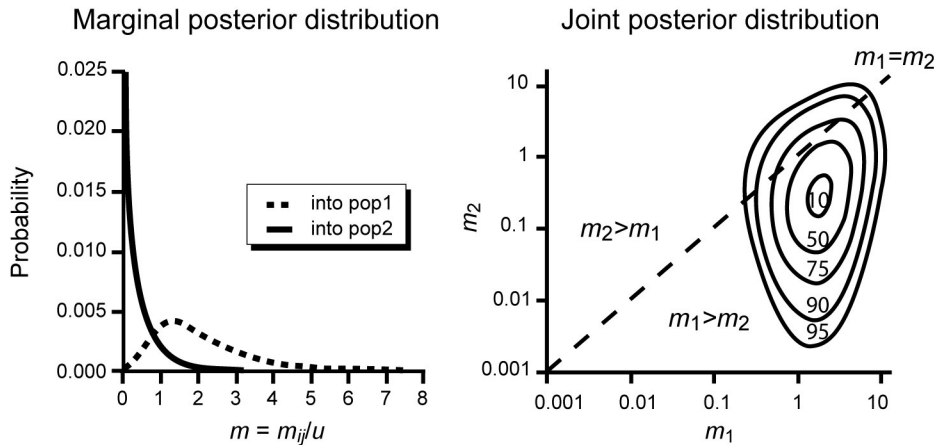 Marginal posterior distribution
Probability
0.025
0.020
0.015
0.010
0.005
0.000
0 1 2 3 4 5 6 7 8
m = mij/u
into pop1
into pop2
Joint posterior distribution
m1=m2
m2
10
1
0.1
0.01
0.001
m2>m1
m1>m2
10
50
75
90
95
0.001 0.01 0.1 1 10
m1